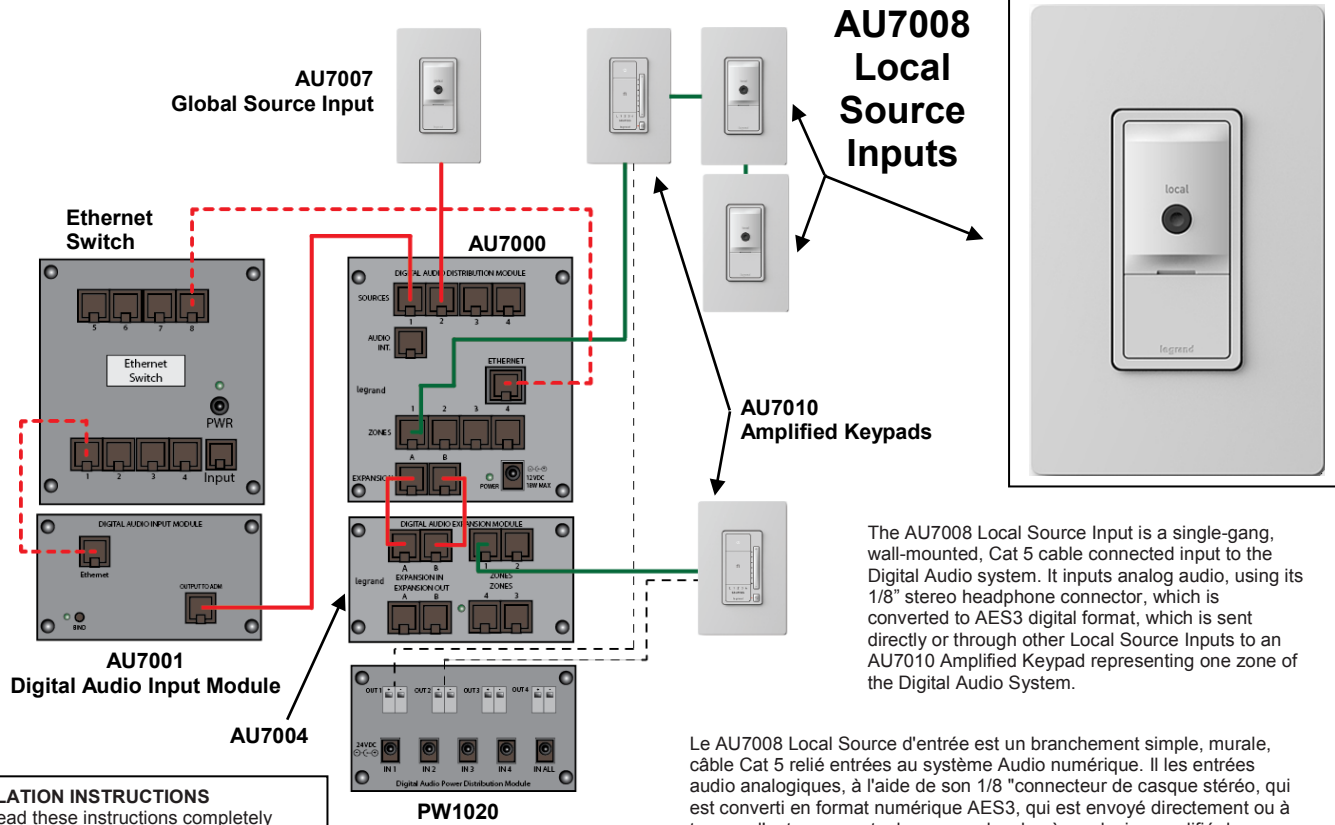 AU7008
Local
Source
Inputs
AU7007
Global Source Input
local
legrand
Ethernet
Switch
AU7000
DIGITAL AUDIO DISTRIBUTION MODULE
SOURCES
1 2 3 4
AUDIO
INT.
ETHERNET
legrand
1 2 3 4
ZONES
A B
EXPANSION
POWER
12VDC
18W MAX
5 6 7 8
Ethernet
Switch
PWR
1 2 3 4 Input
AU7010
Amplified Keypads
DIGITAL AUDIO INPUT MODULE
Ethernet
OUTPUT TO ADM
BIND
AU7001
Digital Audio Input Module
DIGITAL AUDIO EXPANSION MODULE
A B 1 2
legrand
EXPANSION IN ZONES
EXPANSION OUT ZONES
A B 4 3
AU7004
OUT 1 OUT 2 OUT 3 OUT 4
+ - + - + - + -
24VDC
IN 1 IN 2 IN 3 IN 4 IN ALL
Digital Audio Power Distribution Module
PW1020
The AU7008 Local Source Input is a single-gang,
wall-mounted, Cat 5 cable connected input to the
Digital Audio system. It inputs analog audio, using its
1/8” stereo headphone connector, which is
converted to AES3 digital format, which is sent
directly or through other Local Source Inputs to an
AU7010 Amplified Keypad representing one zone of
the Digital Audio System.
Le AU7008 Local Source d'entrée est un branchement simple, murale,
câble Cat 5 relié entrées au système Audio numérique. Il les entrées
audio analogiques, à l'aide de son 1/8 "connecteur de casque stéréo, qui
est converti en format numérique AES3, qui est envoyé directement ou à
LATION INSTRUCTIONS
ead these instructions completely